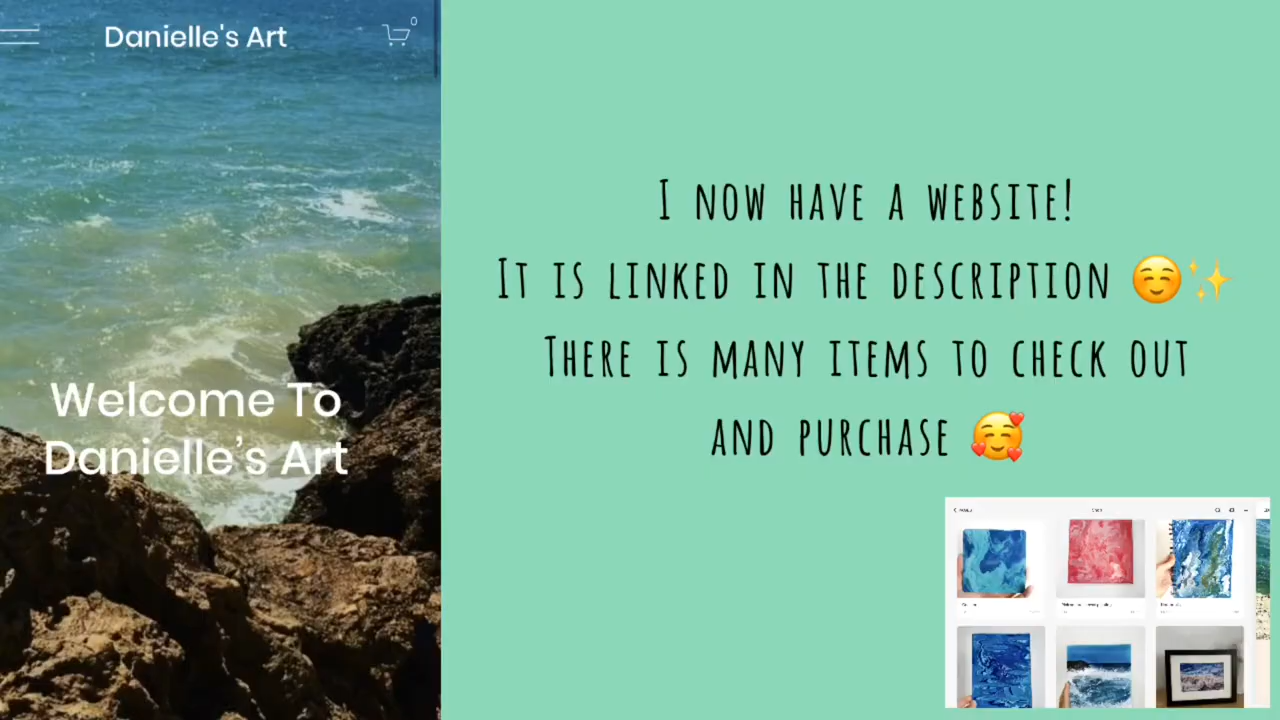 Danielle's Art
0
Welcome To
Danielle's Art
I now have a website!
It is linked in the description ☺️✨
There is many items to check out
and purchase 🥰